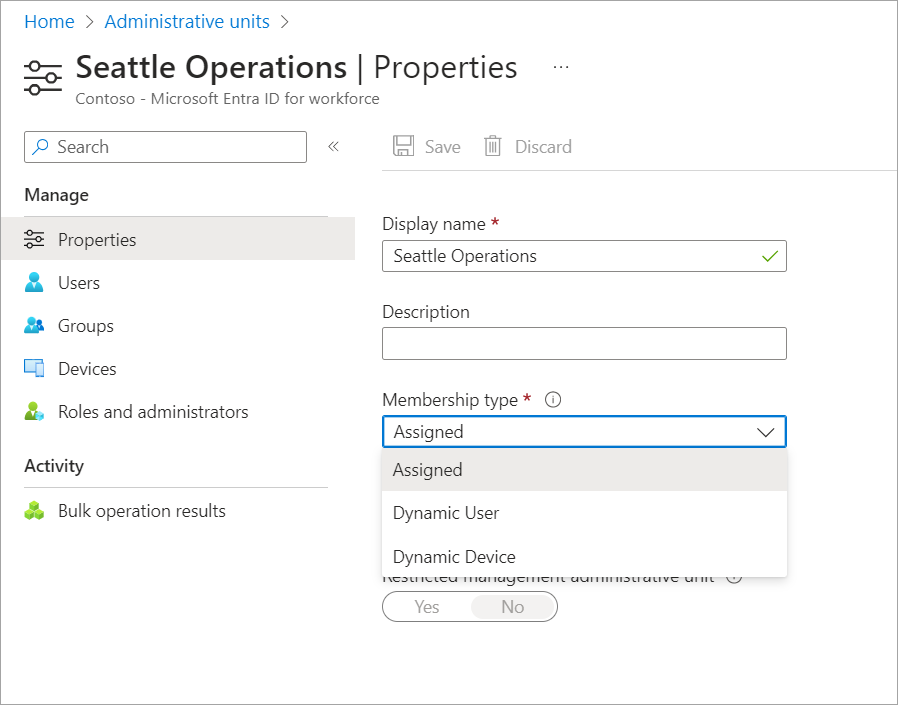 Home > Administrative units >
Seattle Operations | Properties ...
Contoso - Microsoft Entra ID for workforce
Search «
Save Discard
Manage
Properties
Users
Groups
Devices
Roles and administrators
Activity
Bulk operation results
Display name *
Seattle Operations
Description
Membership type *
Assigned
Assigned
Dynamic User
Dynamic Device
Restricted management administrative unit
Yes No